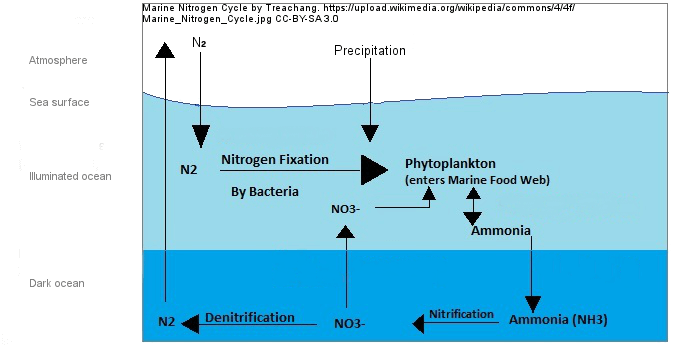 Marine Nitrogen Cycle by Treachang. https://upload.wikimedia.org/wikipedia/commons/4/4f/
Marine_Nitrogen_Cycle.jpg CC-BY-SA 3.0
N₂
Precipitation
Atmosphere
Sea surface
Nitrogen Fixation
Phytoplankton
N2
(enters Marine Food Web)
Illuminated ocean
By Bacteria
NO3-
Ammonia
Dark ocean
N2
Denitrification
NO3-
Nitrification
Ammonia (NH3)